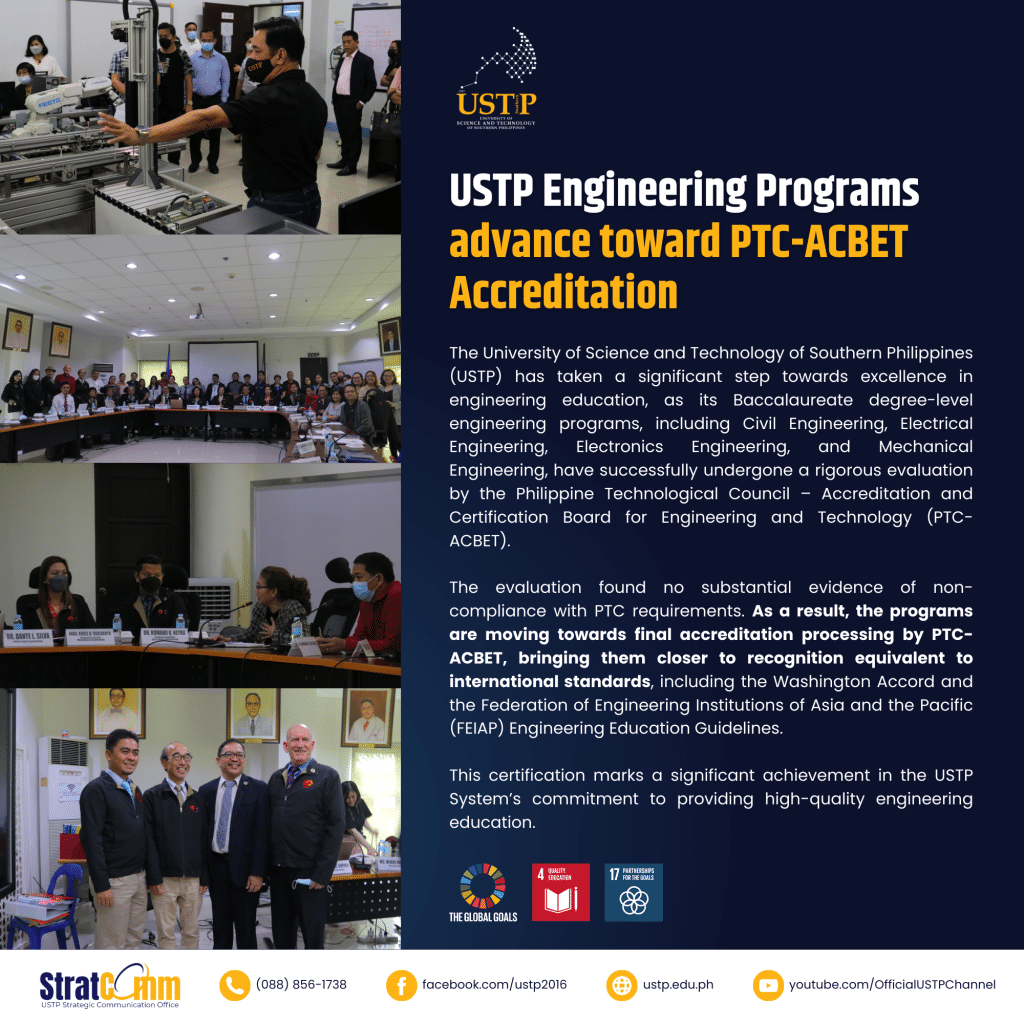 FESTO
USTP
USTP
UNIVERSITY OF
SCIENCE AND TECHNOLOGY
OF SOUTHERN PHILIPPINES
USTP Engineering Programs
advance toward PTC-ACBET
Accreditation
The University of Science and Technology of Southern Philippines
(USTP) has taken a significant step towards excellence in
engineering education, as its Baccalaureate degree-level
engineering programs, including Civil Engineering, Electrical
Engineering, Electronics Engineering, and Mechanical
Engineering, have successfully undergone a rigorous evaluation
by the Philippine Technological Council – Accreditation and
Certification Board for Engineering and Technology (PTC-
ACBET).
The evaluation found no substantial evidence of non-
compliance with PTC requirements. As a result, the programs
are moving towards final accreditation processing by PTC-
ACBET, bringing them closer to recognition equivalent to
international standards, including the Washington Accord and
the Federation of Engineering Institutions of Asia and the Pacific
(FEIAP) Engineering Education Guidelines.
This certification marks a significant achievement in the USTP
System’s commitment to providing high-quality engineering
education.
DR. DANTE L. SILVA
THE GLOBAL GOALS
4 QUALITY
EDUCATION
17 PARTNERSHIPS
FOR THE GOALS
StratComm
USTP Strategic Communication Office
(088) 856-1738
facebook.com/ustp2016
ustp.edu.ph
youtube.com/OfficialUSTPChannel